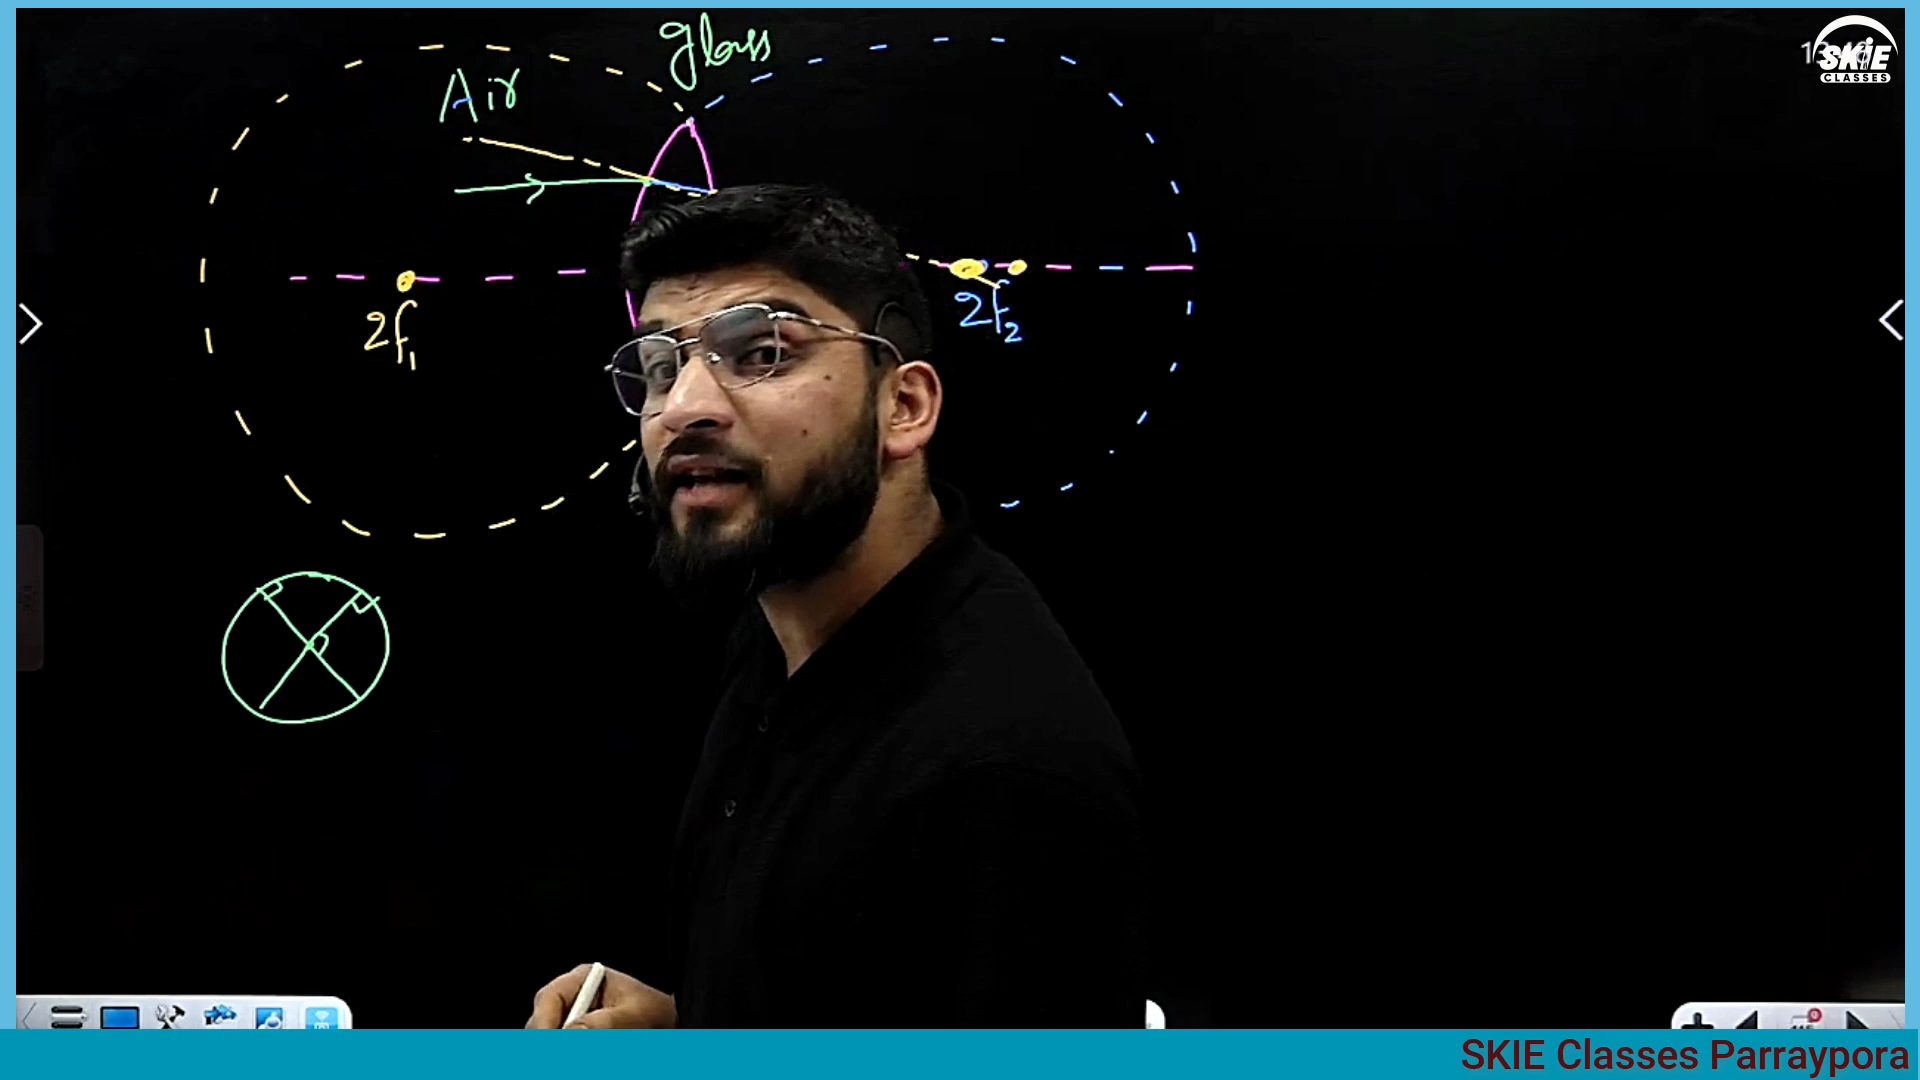 glass
Air
2f₁
2f₂
SKIE
CLASSES
SKIE Classes Parraypora